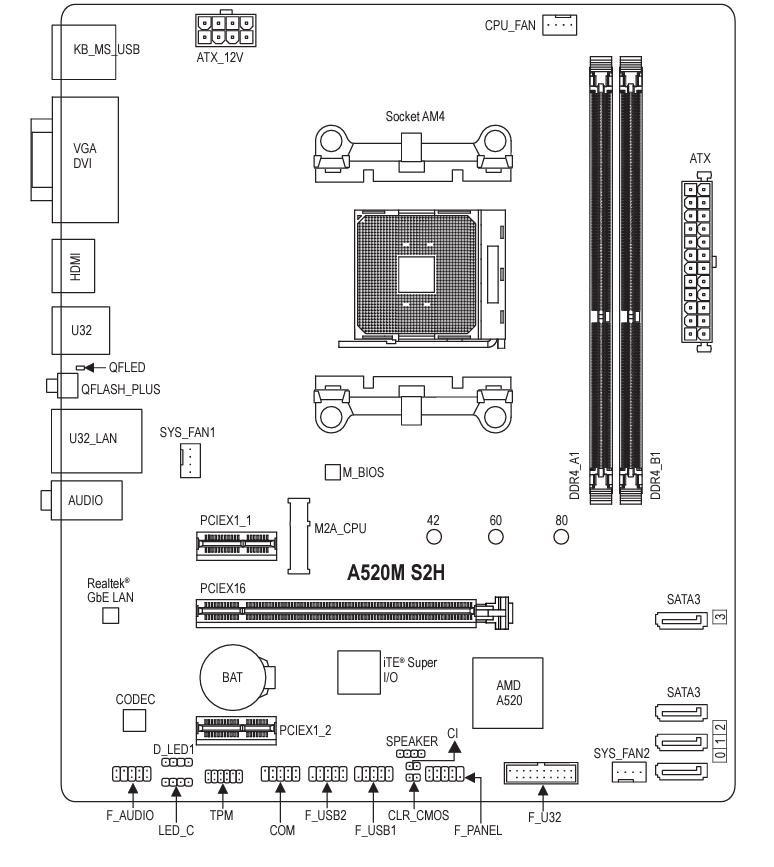 KB_MS_USB
ATX_12V
CPU_FAN
Socket AM4
VGA
DVI
ATX
HDMI
U32
QFLED
QFLASH_PLUS
U32_LAN
SYS_FAN1
M_BIOS
DDR4_A1
DDR4_B1
AUDIO
PCIEX1_1
M2A_CPU
42
60
80
A520M S2H
Realtek®
GbE LAN
PCIEX16
SATA3
3
BAT
iTE® Super
I/O
AMD
A520
CODEC
SATA3
PCIEX1_2
D_LED1
SPEAKER
CI
SYS_FAN2
0 1 2
F_AUDIO
LED_C
TPM
COM
F_USB2
F_USB1
CLR_CMOS
F_PANEL
F_U32